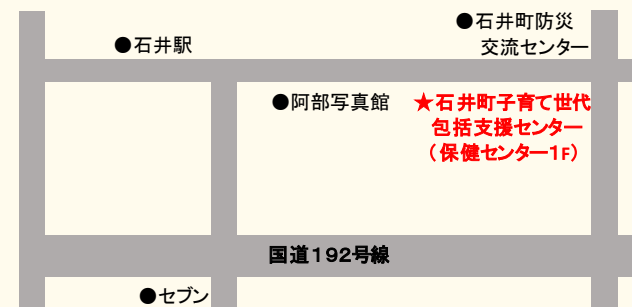 ●石井町防災
交流センター
●石井駅
●阿部写真館
★石井町子育て世代
包括支援センター
（保健センター1F）
国道192号線
●セブン